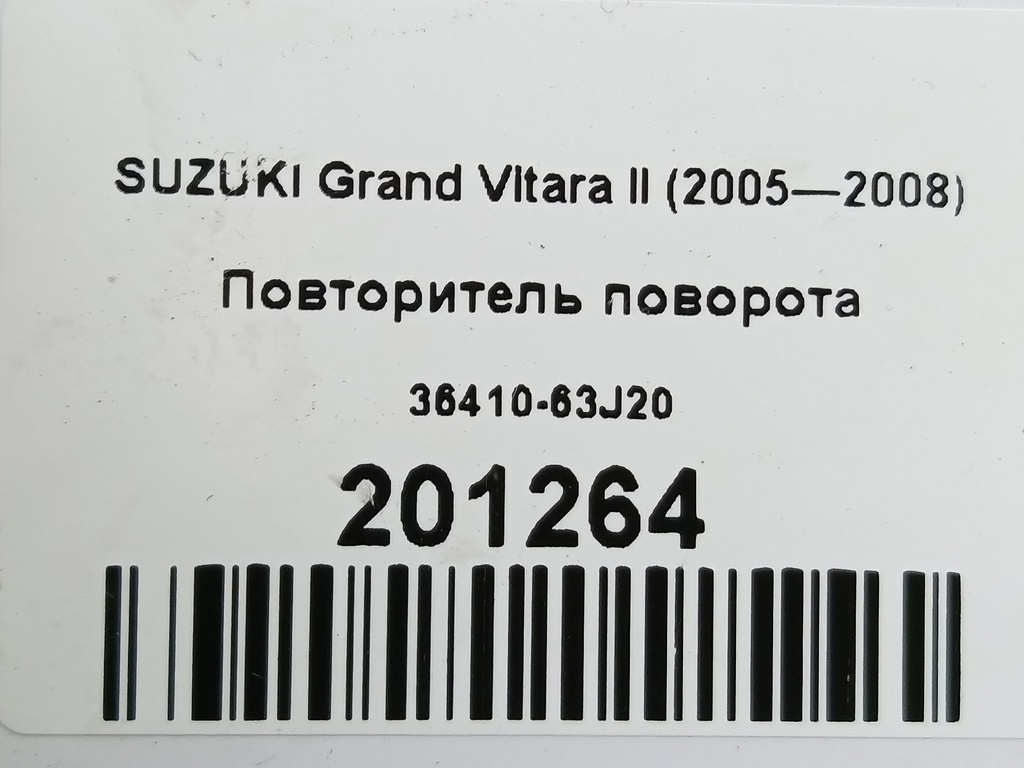 SUZUKI Grand Vitara II (2005—2008)
Повторитель поворота
36410-63J20
201264